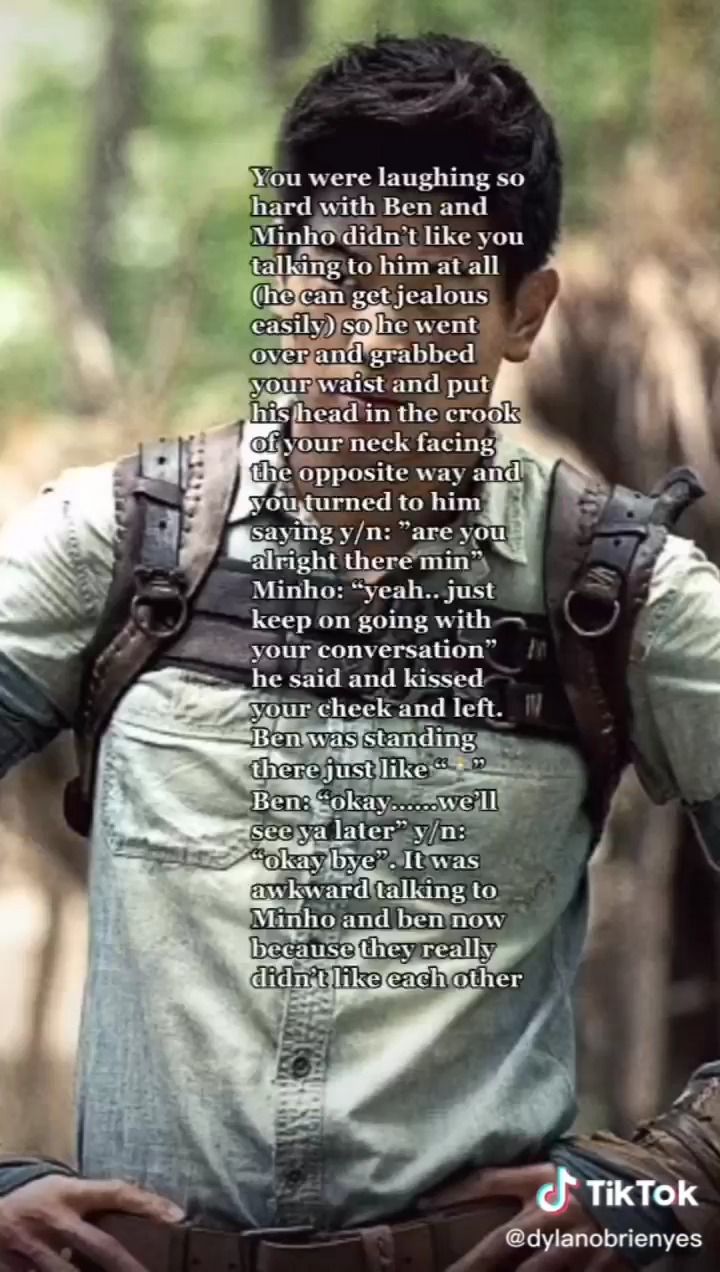 You were laughing so
hard with Ben and
Minho didn’t like you
talking to him at all
(he can get jealous
easily) so he went
over and grabbed
your waist and put
his head in the crook
of your neck facing
the opposite way and
you turned to him
saying y/n: ”are you
alright there min”
Minho: “yeah.. just
keep on going with
your conversation”
he said and kissed
your cheek and left.
Ben was standing
there just like “🧍”
Ben: “okay......we’ll
see ya later” y/n:
“okay bye”. It was
awkward talking to
Minho and ben now
because they really
didn’t like each other
TikTok
@dylanobrienyes